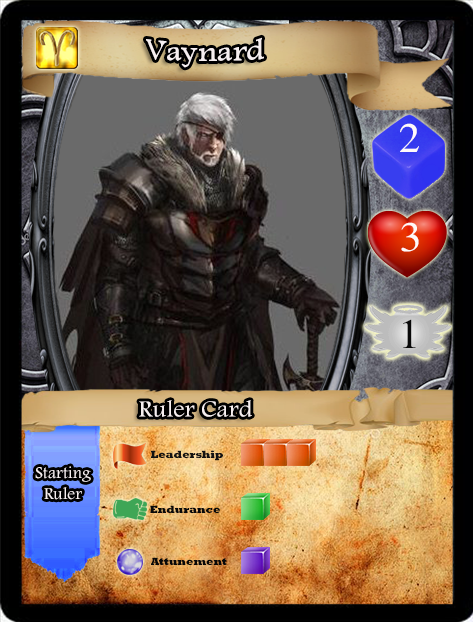 Vaynard
2
3
1
Ruler Card
Starting
Ruler
Leadership
Endurance
Attunement